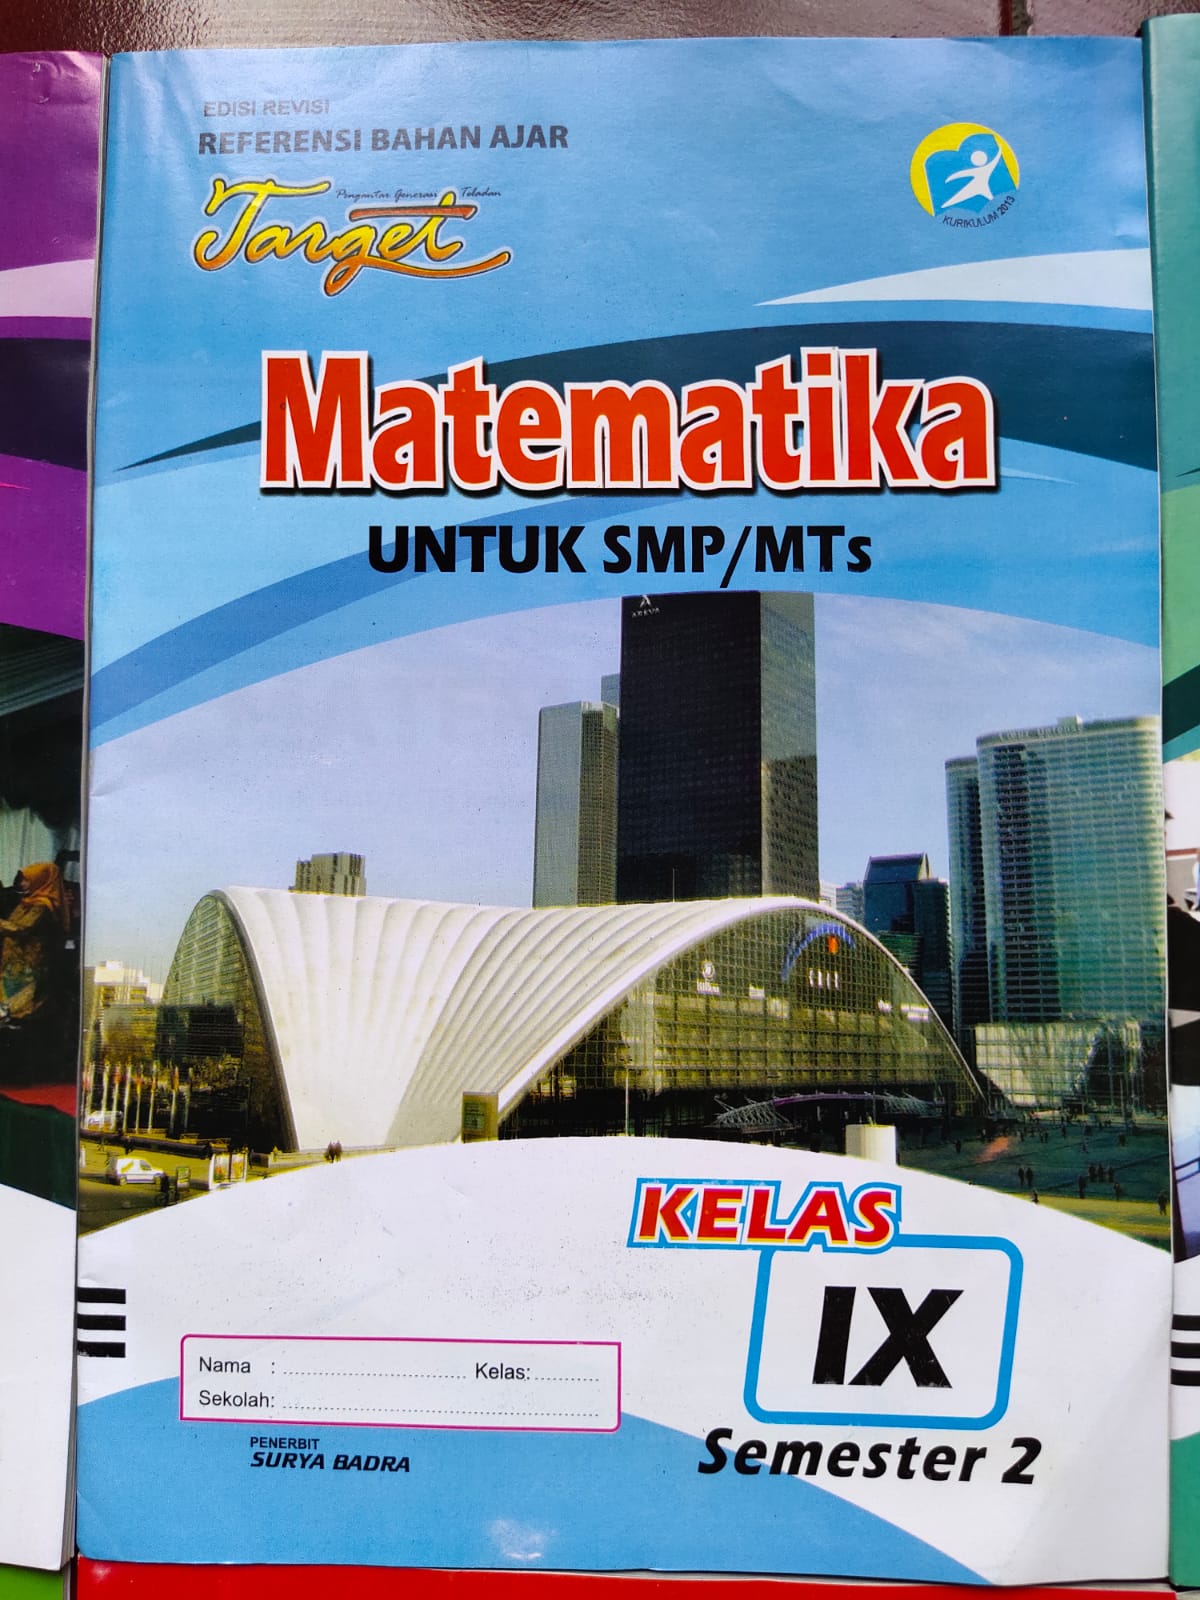 EDISI REVISI
REFERENSI BAHAN AJAR
Pengantar Generasi Teladan
Target
KURIKULUM 2013
Matematika
UNTUK SMP/MTs
AREVA
CNIT
KELAS
IX
Nama : Kelas:
Sekolah:
PENERBIT
SURYA BADRA
Semester 2